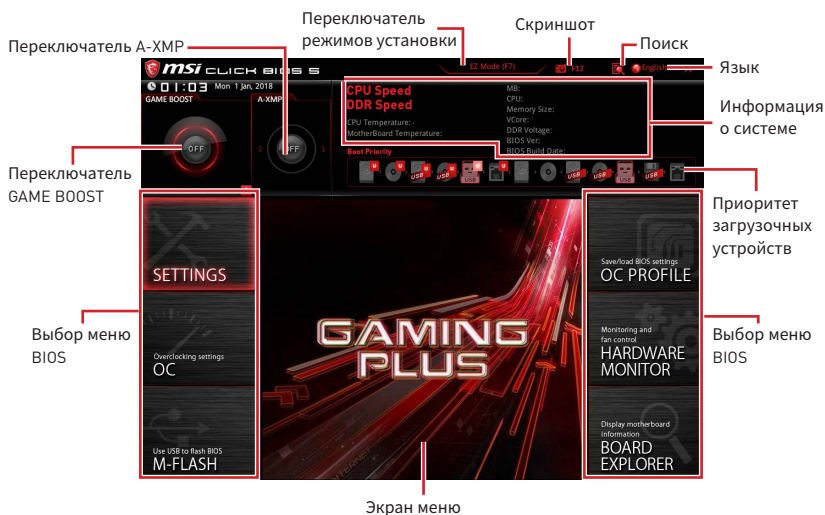 Переключатель
режимов установки
Скриншот
Поиск
Переключатель A-XMP
Язык
msi CLICK BIOS 5
EZ Mode (F7)
F12
English
01:03 Mon 1 Jan, 2018
GAME BOOST
A-XMP
OFF
2 OFF 1
CPU Speed
DDR Speed
CPU Temperature: -
MotherBoard Temperature:
MB:
CPU:
Memory Size:
VCore:
DDR Voltage:
BIOS Ver:
BIOS Build Date:
Информация
о системе
Boot Priority
U U U U U U
USB USB USB USB USB USB USB
Переключатель
GAME BOOST
Приоритет
загрузочных
устройств
SETTINGS
Overclocking settings
OC
Use USB to flash BIOS
M-FLASH
Выбор меню
BIOS
GAMING
PLUS
Save/load BIOS settings
OC PROFILE
Monitoring and
fan control
HARDWARE
MONITOR
Display motherboard
information
BOARD
EXPLORER
Выбор меню
BIOS
Экран меню